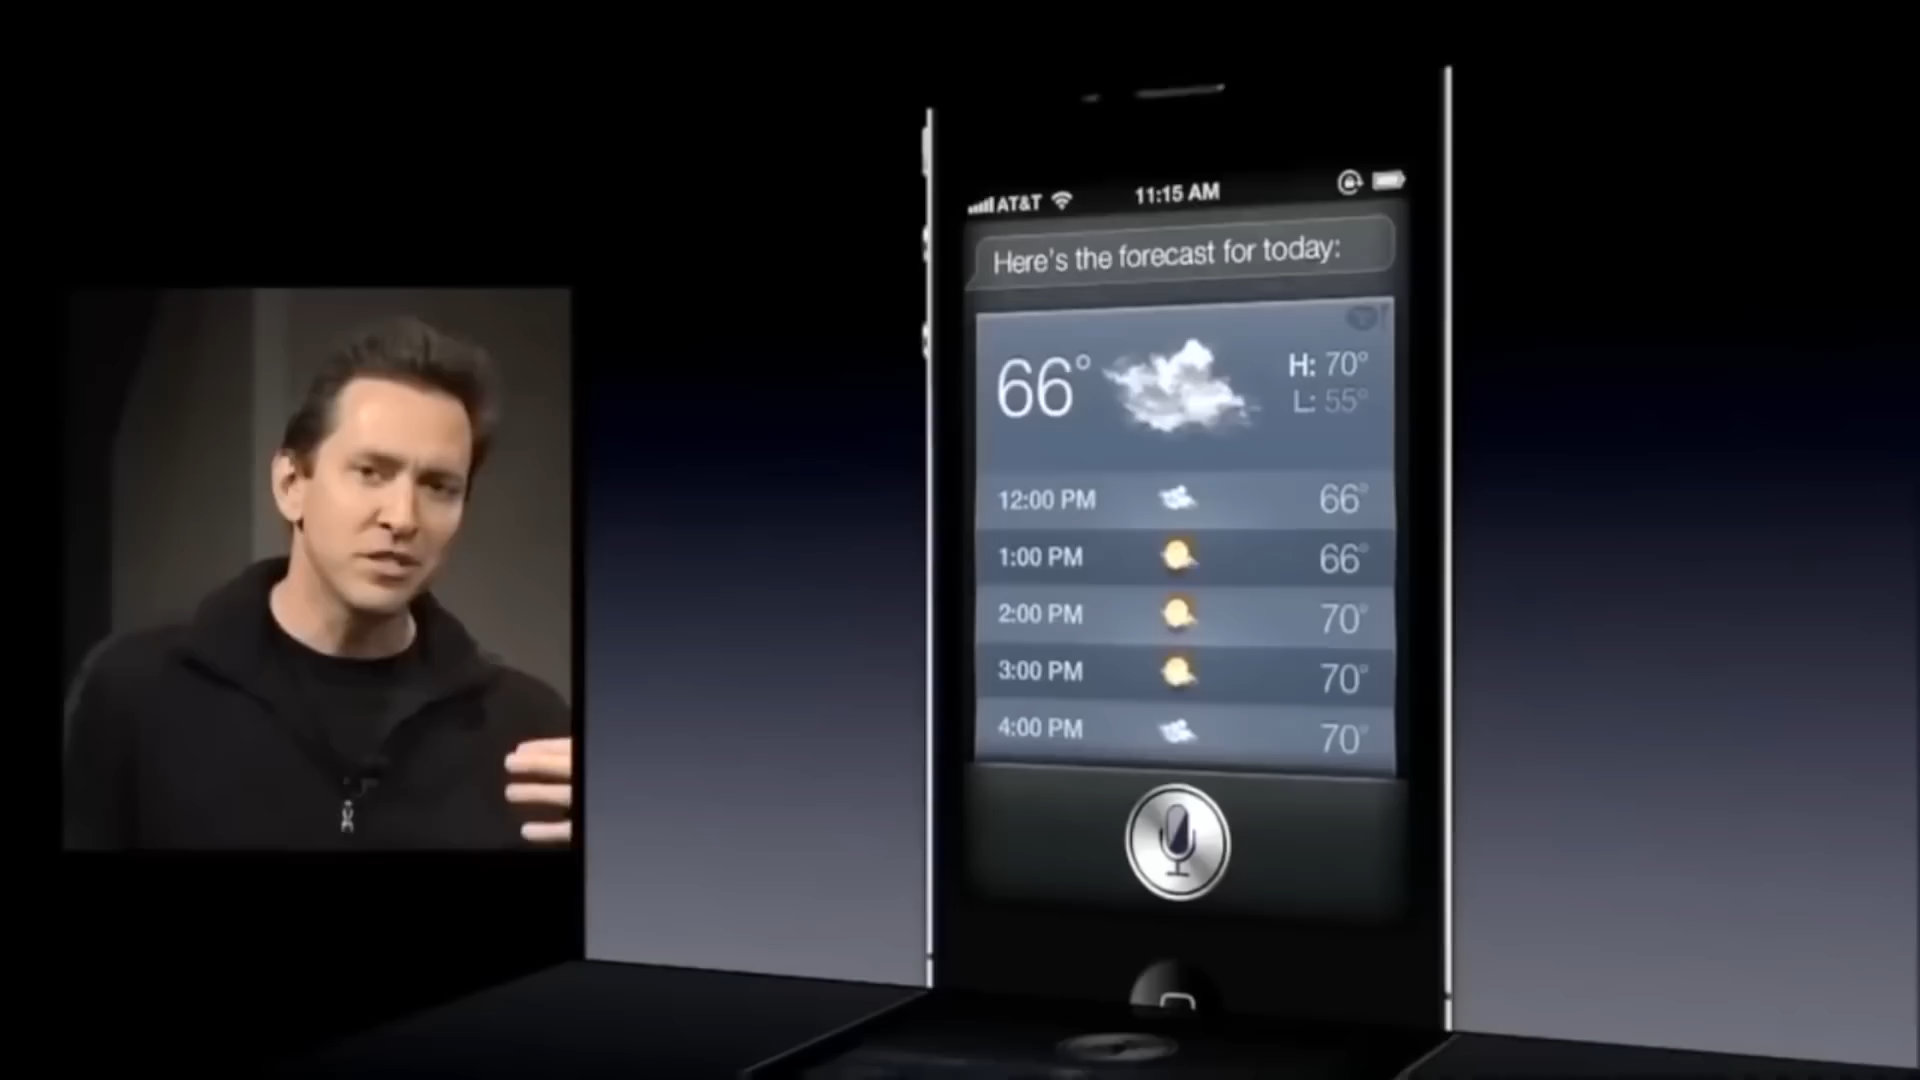 AT&T 11:15 AM
Here's the forecast for today:
66° H: 70°
L: 55°
12:00 PM 66°
1:00 PM 66°
2:00 PM 70°
3:00 PM 70°
4:00 PM 70°